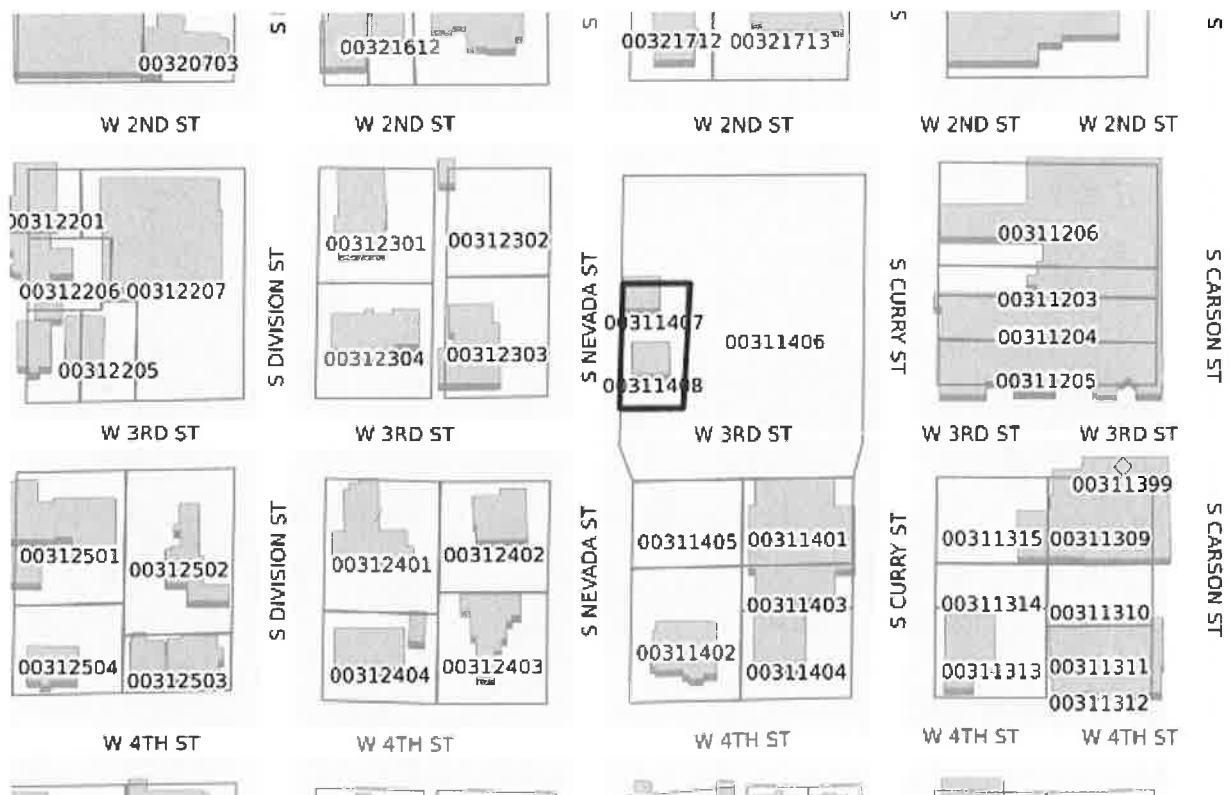 S
S
S
S
00320703
00321612
00321712 00321713
W 2ND ST
W 2ND ST
W 2ND ST
W 2ND ST
W 2ND ST
00312201
00312206 00312207
00312205
S DIVISION ST
00312301
00312302
00312304
00312303
S NEVADA ST
00311407
00311408
00311406
S CURRY ST
00311206
00311203
00311204
00311205
S CARSON ST
W 3RD ST
W 3RD ST
W 3RD ST
W 3RD ST
W 3RD ST
00312501
00312502
00312504
00312503
S DIVISION ST
00312401
00312402
00312404
00312403
S NEVADA ST
00311405
00311401
00311403
00311402
00311404
S CURRY ST
00311399
00311315
00311309
00311314
00311310
00311313
00311311
00311312
S CARSON ST
W 4TH ST
W 4TH ST
W 4TH ST
W 4TH ST
W 4TH ST